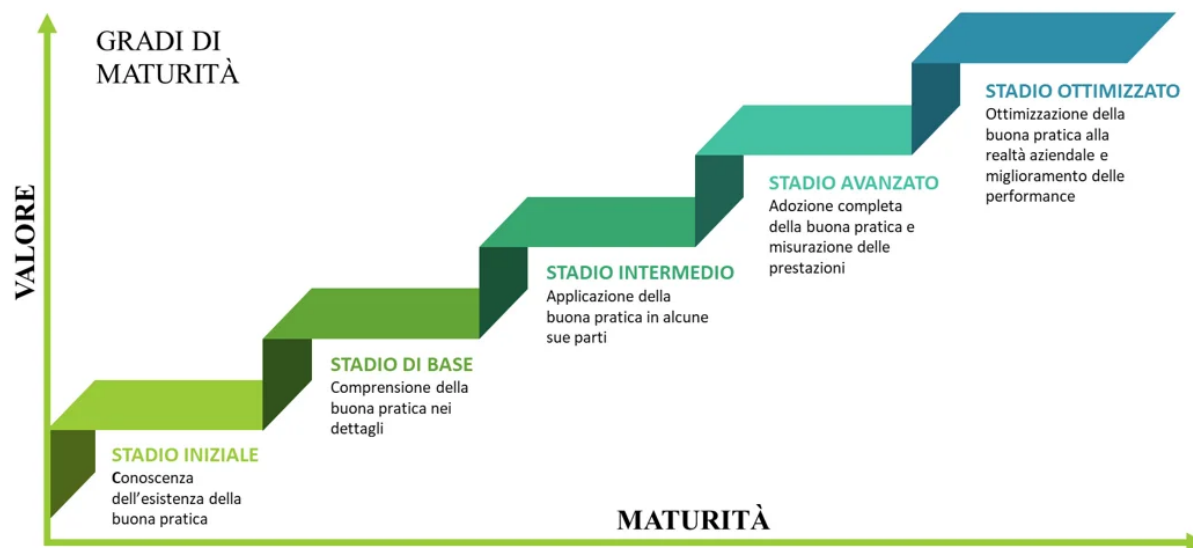 GRADI DI
MATURITÀ
VALORE
STADIO OTTIMIZZATO
Ottimizzazione della
buona pratica alla
realtà aziendale e
miglioramento delle
performance
STADIO AVANZATO
Adozione completa
della buona pratica e
misurazione delle
prestazioni
STADIO INTERMEDIO
Applicazione della
buona pratica in alcune
sue parti
STADIO DI BASE
Comprensione della
buona pratica nei
dettagli
STADIO INIZIALE
Conoscenza
dell'esistenza della
buona pratica
MATURITÀ